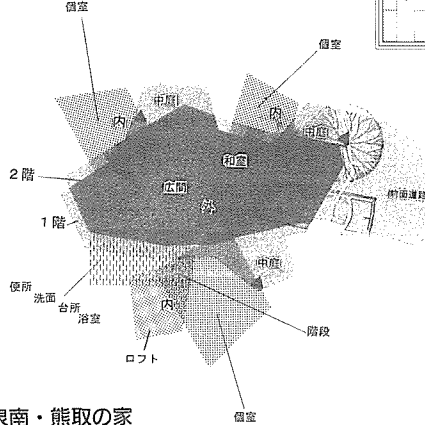 個室
個室
中庭
内
内
中庭
和室
2階
広間
前面道路
外
1階
中庭
便所
洗面
台所
浴室
内
階段
ロフト
個室
泉南・熊取の家